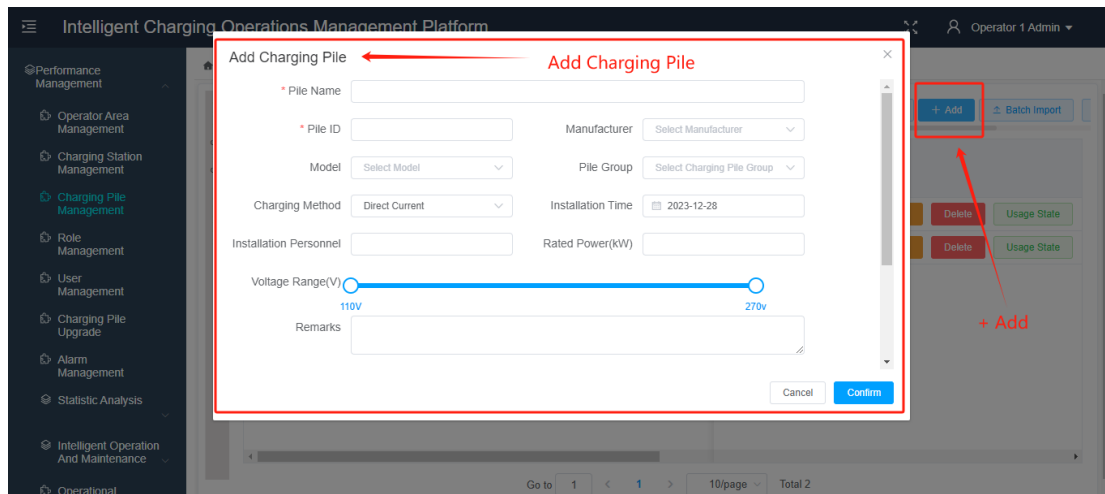 Intelligent Charging Operations Management Platform
Operator 1 Admin
Performance
Management
Operator Area
Management
Charging Station
Management
Charging Pile
Management
Role
Management
User
Management
Charging Pile
Upgrade
Alarm
Management
Statistic Analysis
Intelligent Operation
And Maintenance
Operational
Add Charging Pile
Add Charging Pile
* Pile Name
* Pile ID
Manufacturer Select Manufacturer
Model Select Model
Pile Group Select Charging Pile Group
Charging Method Direct Current
Installation Time 2023-12-28
Installation Personnel
Rated Power(kW)
Voltage Range(V)
110V 270v
Remarks
Cancel Confirm
+ Add Batch Import
Delete Usage State
Delete Usage State
+ Add
Go to 1 < 1 > 10/page Total 2